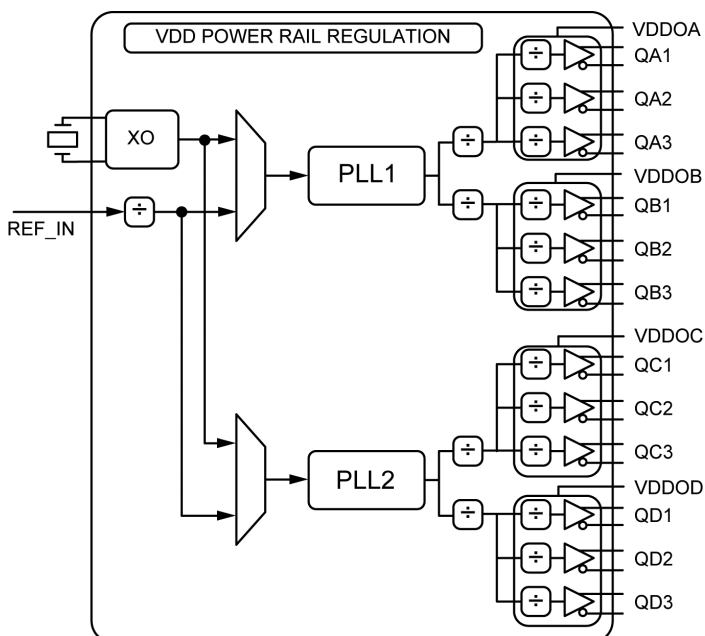 VDD POWER RAIL REGULATION
VDDOA
QA1
XO
QA2
QA3
PLL1
÷
÷
÷
÷
÷
VDDOB
REF_IN
÷
÷
QB1
÷
QB2
÷
QB3
VDDOC
÷
QC1
÷
QC2
÷
÷
QC3
PLL2
VDDOD
÷
÷
QD1
÷
QD2
÷
QD3